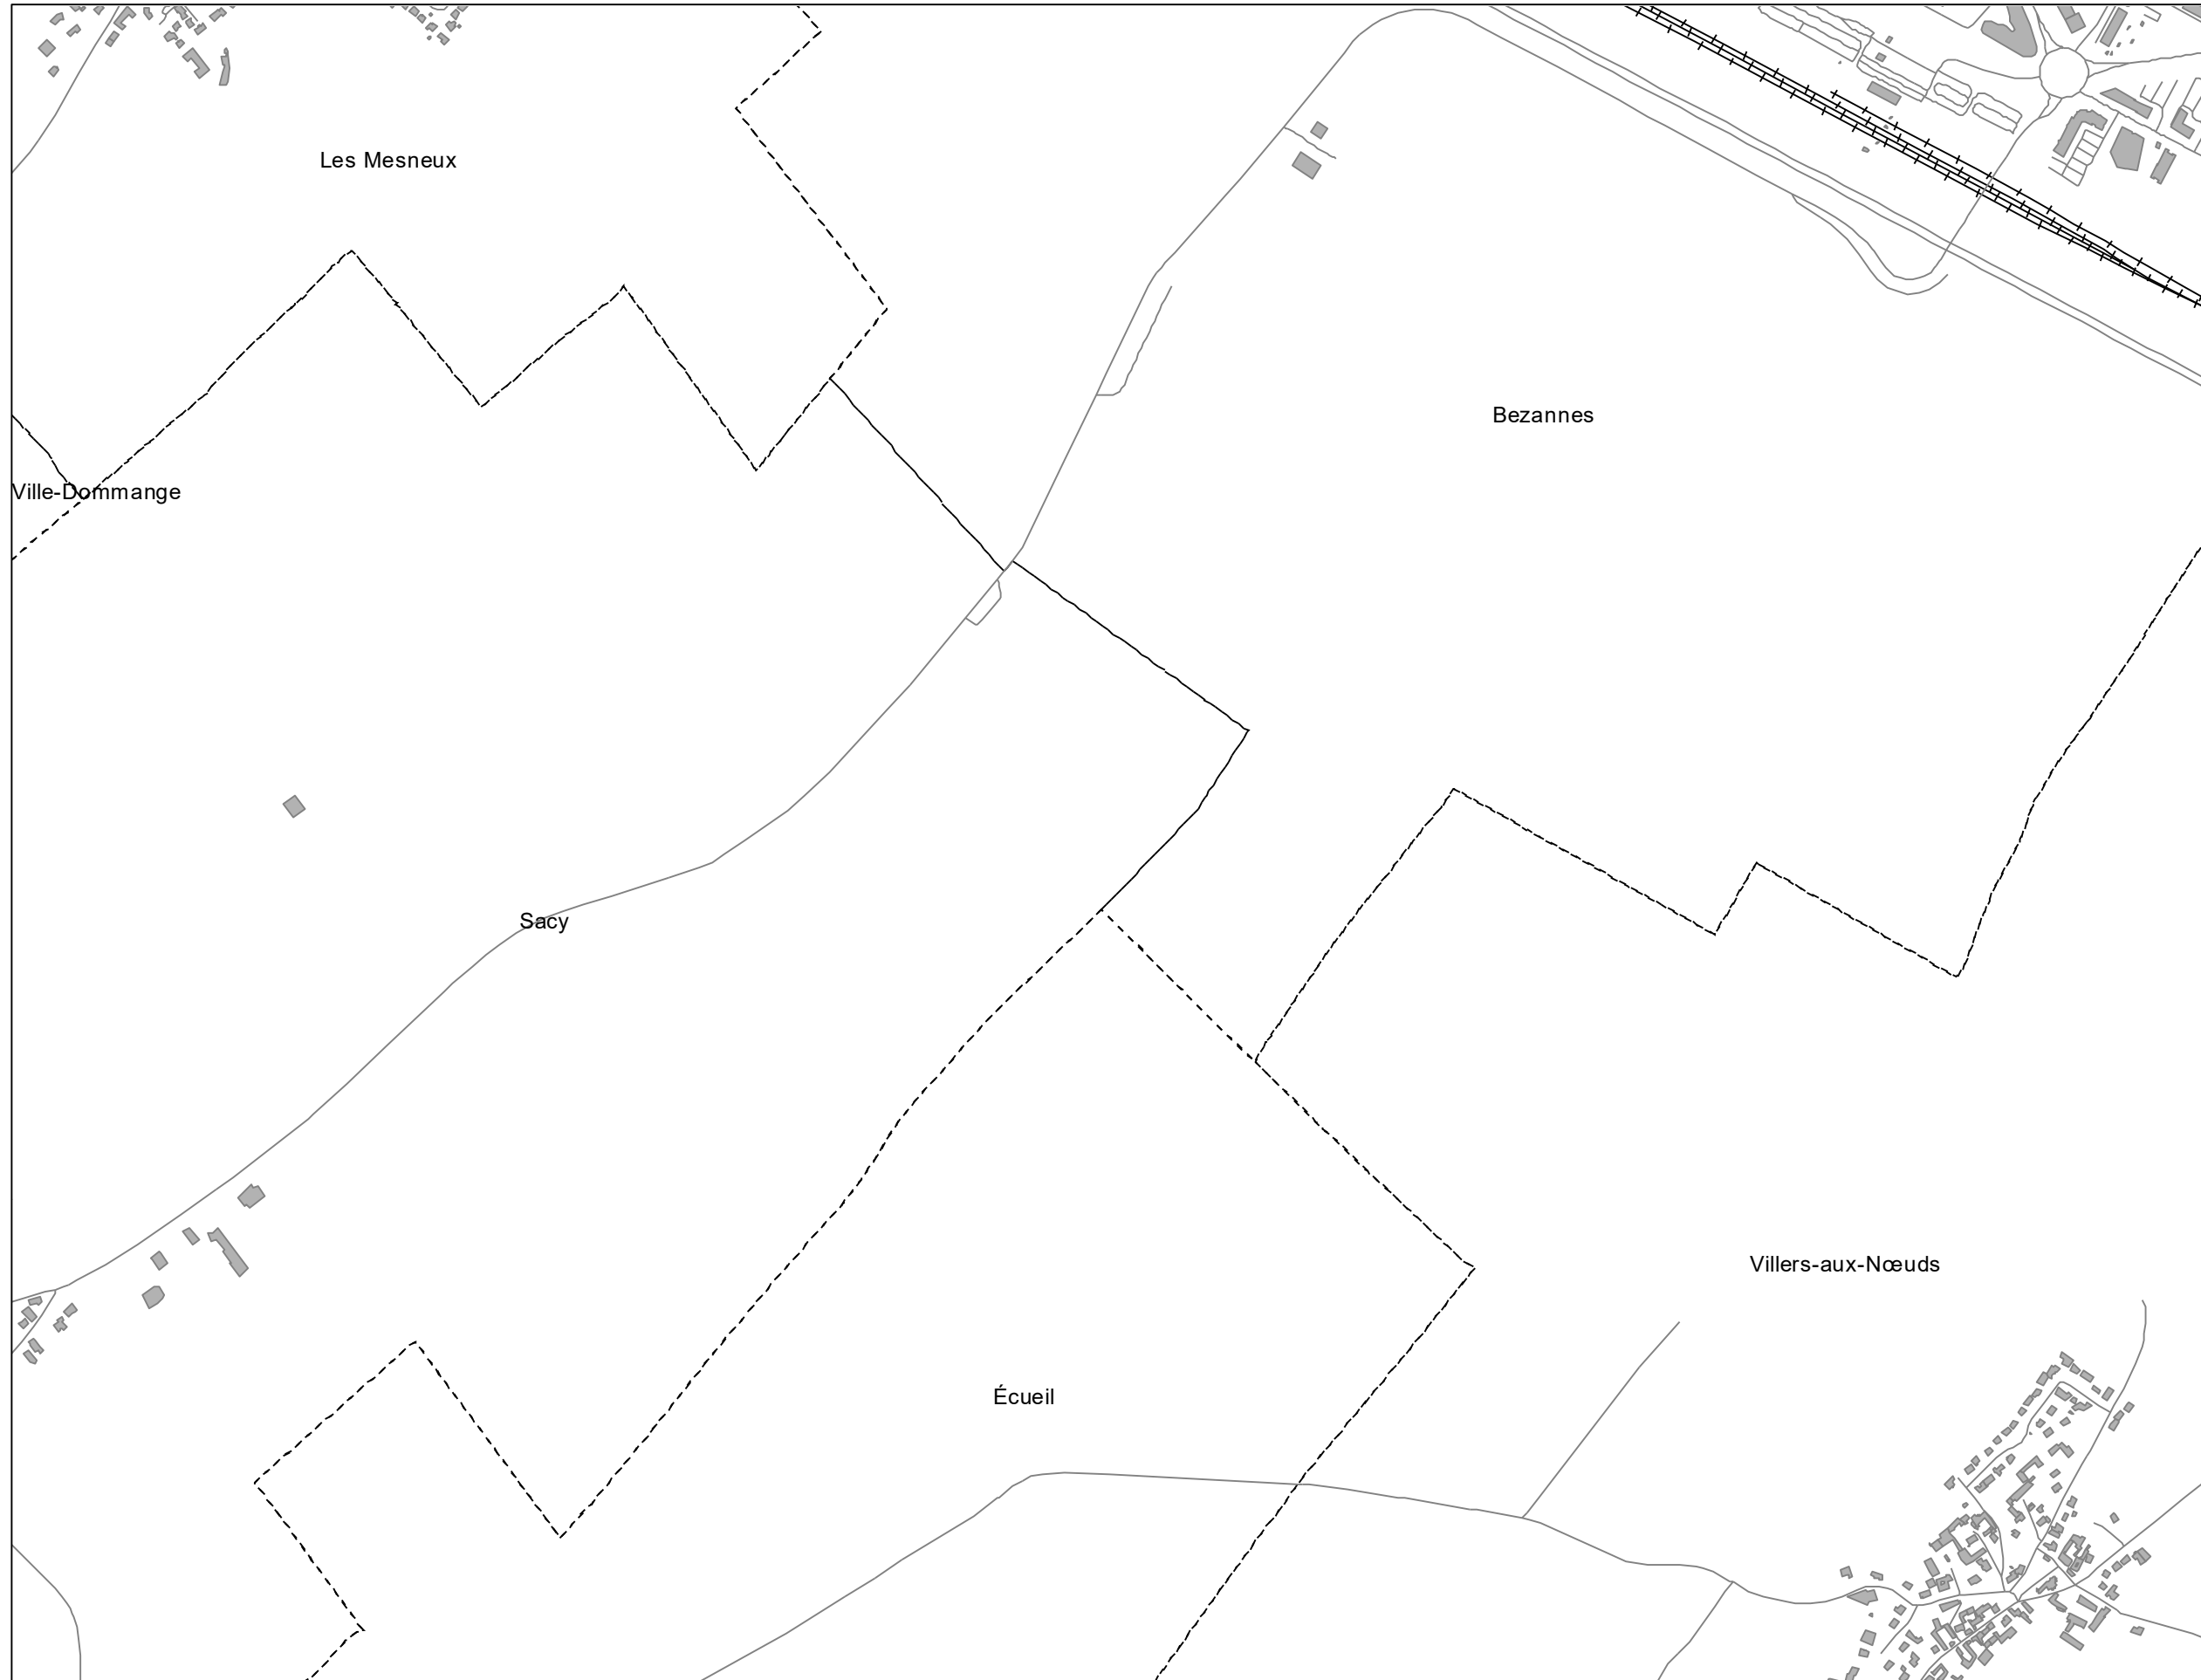 Les Mesneux
Bezannes
Ville-Dommange
Sacy
Villers-aux-Nœuds
Écueil